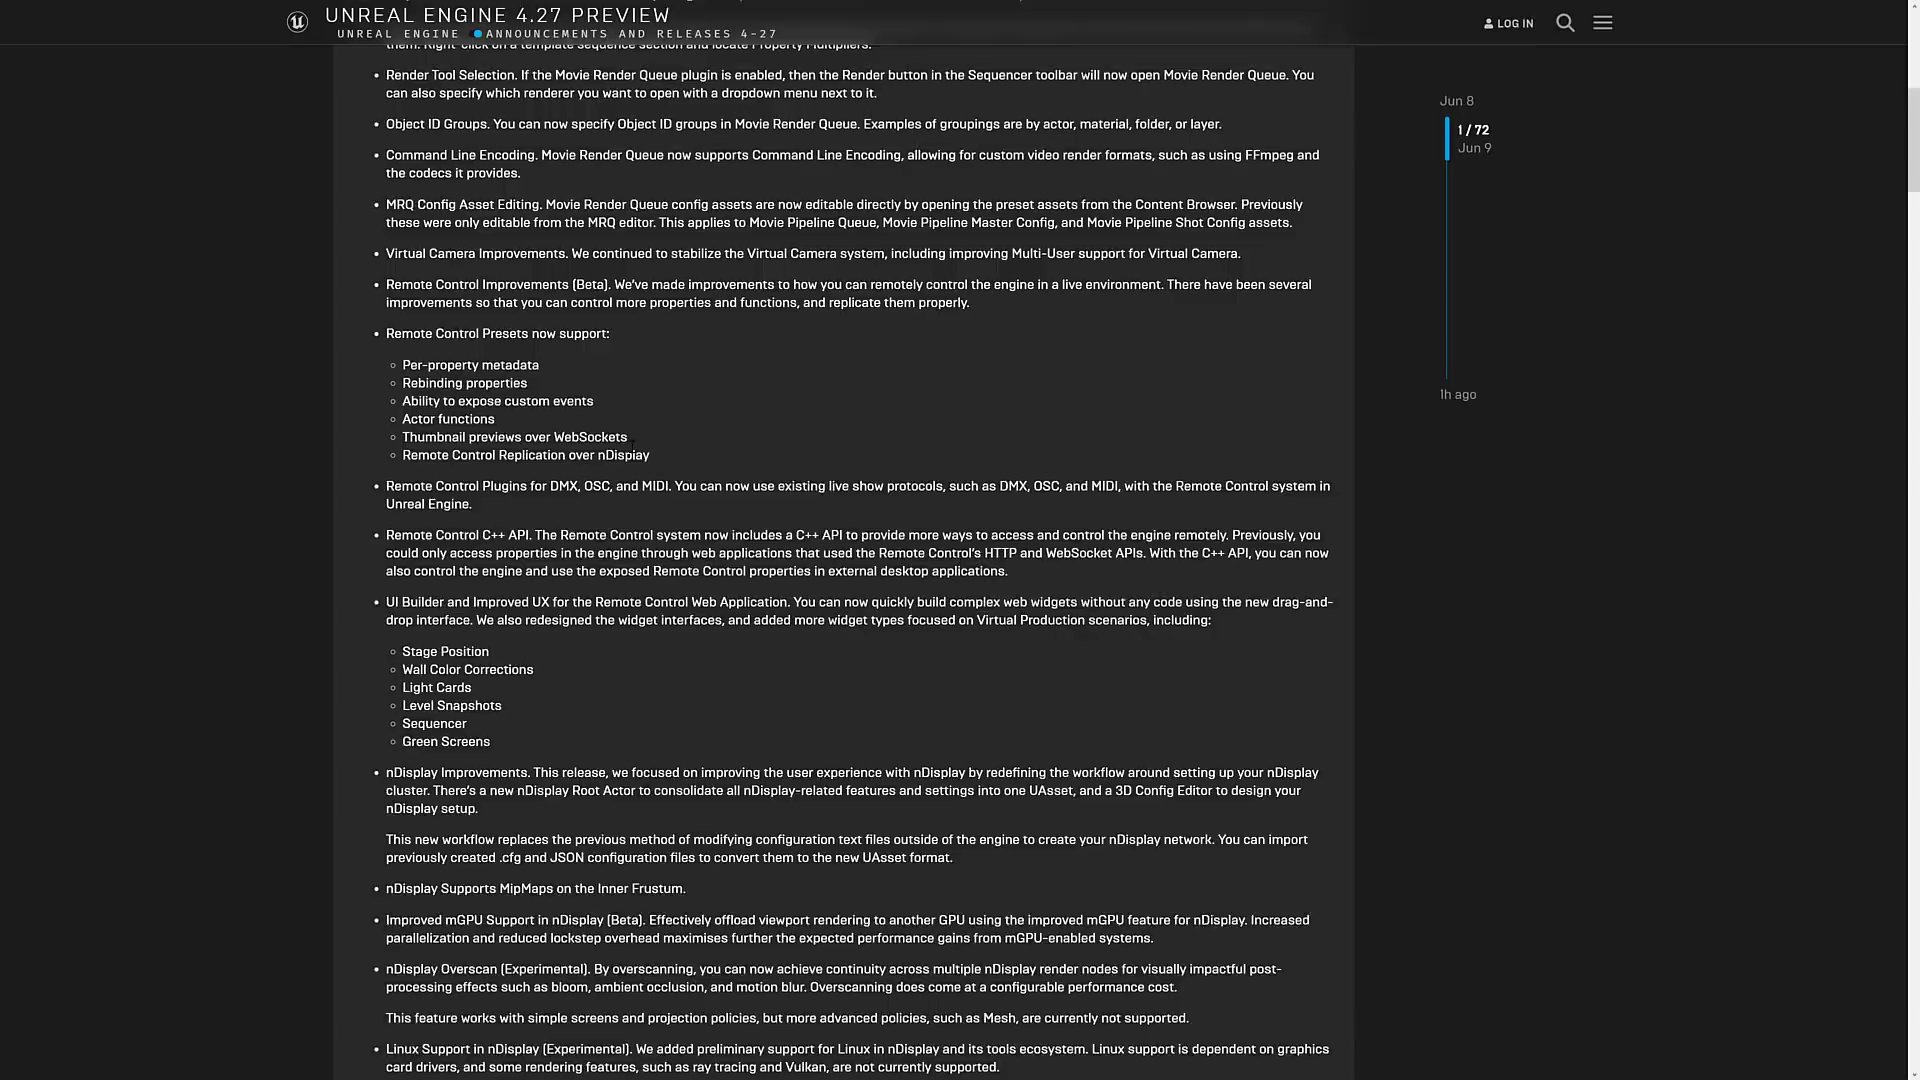 UNREAL ENGINE 4.27 PREVIEW
UNREAL ENGINE ANNOUNCEMENTS AND RELEASES 4-27
LOG IN
them. Right-click on a template sequence section and locate Property Multipliers.
• Render Tool Selection. If the Movie Render Queue plugin is enabled, then the Render button in the Sequencer toolbar will now open Movie Render Queue. You
can also specify which renderer you want to open with a dropdown menu next to it.
• Object ID Groups. You can now specify Object ID groups in Movie Render Queue. Examples of groupings are by actor, material, folder, or layer.
• Command Line Encoding. Movie Render Queue now supports Command Line Encoding, allowing for custom video render formats, such as using FFmpeg and
the codecs it provides.
• MRQ Config Asset Editing. Movie Render Queue config assets are now editable directly by opening the preset assets from the Content Browser. Previously
these were only editable from the MRQ editor. This applies to Movie Pipeline Queue, Movie Pipeline Master Config, and Movie Pipeline Shot Config assets.
• Virtual Camera Improvements. We continued to stabilize the Virtual Camera system, including improving Multi-User support for Virtual Camera.
• Remote Control Improvements (Beta). We've made improvements to how you can remotely control the engine in a live environment. There have been several
improvements so that you can control more properties and functions, and replicate them properly.
• Remote Control Presets now support:
◦ Per-property metadata
◦ Rebinding properties
◦ Ability to expose custom events
◦ Actor functions
◦ Thumbnail previews over WebSockets
◦ Remote Control Replication over nDisplay
• Remote Control Plugins for DMX, OSC, and MIDI. You can now use existing live show protocols, such as DMX, OSC, and MIDI, with the Remote Control system in
Unreal Engine.
• Remote Control C++ API. The Remote Control system now includes a C++ API to provide more ways to access and control the engine remotely. Previously, you
could only access properties in the engine through web applications that used the Remote Control's HTTP and WebSocket APIs. With the C++ API, you can now
also control the engine and use the exposed Remote Control properties in external desktop applications.
• UI Builder and Improved UX for the Remote Control Web Application. You can now quickly build complex web widgets without any code using the new drag-and-
drop interface. We also redesigned the widget interfaces, and added more widget types focused on Virtual Production scenarios, including:
◦ Stage Position
◦ Wall Color Corrections
◦ Light Cards
◦ Level Snapshots
◦ Sequencer
◦ Green Screens
• nDisplay Improvements. This release, we focused on improving the user experience with nDisplay by redefining the workflow around setting up your nDisplay
cluster. There's a new nDisplay Root Actor to consolidate all nDisplay-related features and settings into one UAsset, and a 3D Config Editor to design your
nDisplay setup.
This new workflow replaces the previous method of modifying configuration text files outside of the engine to create your nDisplay network. You can import
previously created .cfg and JSON configuration files to convert them to the new UAsset format.
• nDisplay Supports MipMaps on the Inner Frustum.
• Improved mGPU Support in nDisplay (Beta). Effectively offload viewport rendering to another GPU using the improved mGPU feature for nDisplay. Increased
parallelization and reduced lockstep overhead maximises further the expected performance gains from mGPU-enabled systems.
• nDisplay Overscan (Experimental). By overscanning, you can now achieve continuity across multiple nDisplay render nodes for visually impactful post-
processing effects such as bloom, ambient occlusion, and motion blur. Overscanning does come at a configurable performance cost.
This feature works with simple screens and projection policies, but more advanced policies, such as Mesh, are currently not supported.
• Linux Support in nDisplay (Experimental). We added preliminary support for Linux in nDisplay and its tools ecosystem. Linux support is dependent on graphics
card drivers, and some rendering features, such as ray tracing and Vulkan, are not currently supported.
Jun 8
1 / 72
Jun 9
1h ago